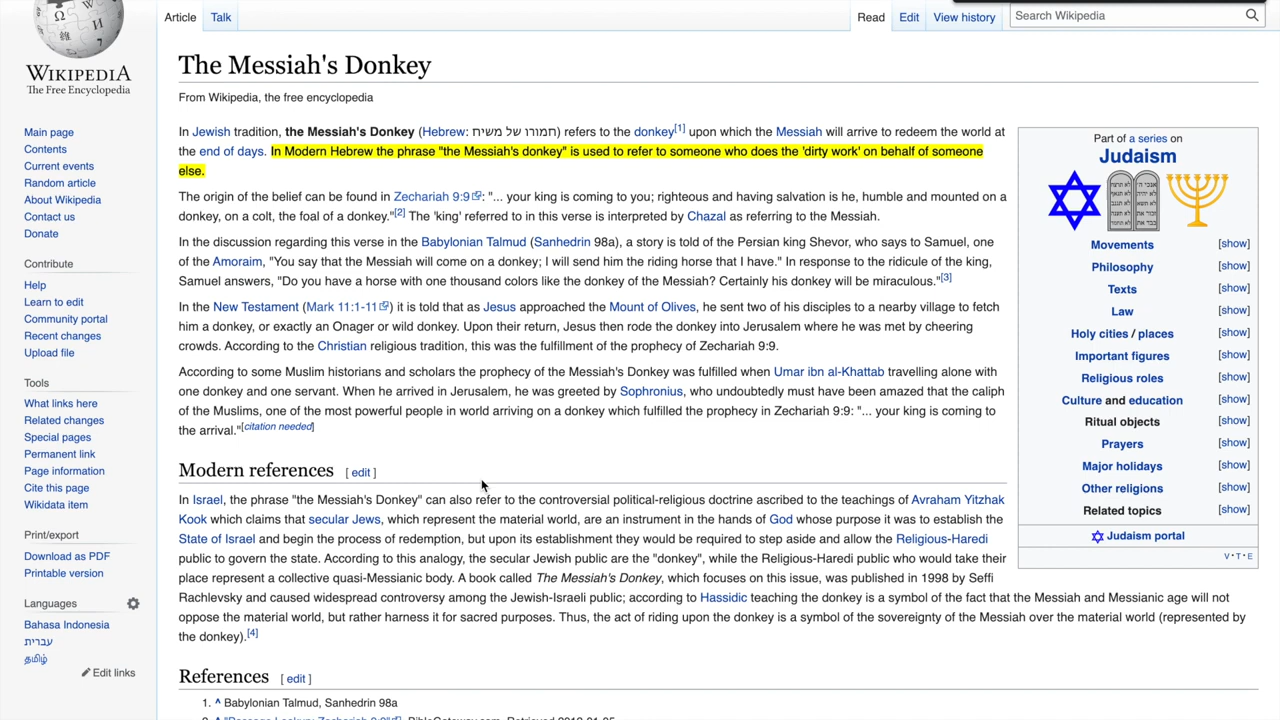 WIKIPEDIA
The Free Encyclopedia
Main page
Contents
Current events
Random article
About Wikipedia
Contact us
Donate
Contribute
Help
Learn to edit
Community portal
Recent changes
Upload file
Tools
What links here
Related changes
Special pages
Permanent link
Page information
Cite this page
Wikidata item
Print/export
Download as PDF
Printable version
Languages
Bahasa Indonesia
עברית
தமிழ்
Edit links
Article Talk
Read Edit View history
Search Wikipedia
The Messiah's Donkey
From Wikipedia, the free encyclopedia
In Jewish tradition, the Messiah's Donkey (Hebrew: חמורו של משיח) refers to the donkey[1] upon which the Messiah will arrive to redeem the world at
the end of days. In Modern Hebrew the phrase "the Messiah's donkey" is used to refer to someone who does the 'dirty work' on behalf of someone
else.
The origin of the belief can be found in Zechariah 9:9: "... your king is coming to you; righteous and having salvation is he, humble and mounted on a
donkey, on a colt, the foal of a donkey."[2] The 'king' referred to in this verse is interpreted by Chazal as referring to the Messiah.
In the discussion regarding this verse in the Babylonian Talmud (Sanhedrin 98a), a story is told of the Persian king Shevor, who says to Samuel, one
of the Amoraim, "You say that the Messiah will come on a donkey; I will send him the riding horse that I have." In response to the ridicule of the king,
Samuel answers, "Do you have a horse with one thousand colors like the donkey of the Messiah? Certainly his donkey will be miraculous."[3]
In the New Testament (Mark 11:1-11) it is told that as Jesus approached the Mount of Olives, he sent two of his disciples to a nearby village to fetch
him a donkey, or exactly an Onager or wild donkey. Upon their return, Jesus then rode the donkey into Jerusalem where he was met by cheering
crowds. According to the Christian religious tradition, this was the fulfillment of the prophecy of Zechariah 9:9.
According to some Muslim historians and scholars the prophecy of the Messiah's Donkey was fulfilled when Umar ibn al-Khattab travelling alone with
one donkey and one servant. When he arrived in Jerusalem, he was greeted by Sophronius, who undoubtedly must have been amazed that the caliph
of the Muslims, one of the most powerful people in world arriving on a donkey which fulfilled the prophecy in Zechariah 9:9: "... your king is coming to
the arrival."[citation needed]
Modern references [ edit ]
In Israel, the phrase "the Messiah's Donkey" can also refer to the controversial political-religious doctrine ascribed to the teachings of Avraham Yitzhak
Kook which claims that secular Jews, which represent the material world, are an instrument in the hands of God whose purpose it was to establish the
State of Israel and begin the process of redemption, but upon its establishment they would be required to step aside and allow the Religious-Haredi
public to govern the state. According to this analogy, the secular Jewish public are the "donkey", while the Religious-Haredi public who would take their
place represent a collective quasi-Messianic body. A book called The Messiah's Donkey, which focuses on this issue, was published in 1998 by Seffi
Rachlevsky and caused widespread controversy among the Jewish-Israeli public; according to Hassidic teaching the donkey is a symbol of the fact that the Messiah and Messianic age will not
oppose the material world, but rather harness it for sacred purposes. Thus, the act of riding upon the donkey is a symbol of the sovereignty of the Messiah over the material world (represented by
the donkey).[4]
References [ edit ]
1. ^ Babylonian Talmud, Sanhedrin 98a
Part of a series on
Judaism
Movements [show]
Philosophy [show]
Texts [show]
Law [show]
Holy cities / places [show]
Important figures [show]
Religious roles [show]
Culture and education [show]
Ritual objects [show]
Prayers [show]
Major holidays [show]
Other religions [show]
Related topics [show]
Judaism portal
V·T·E